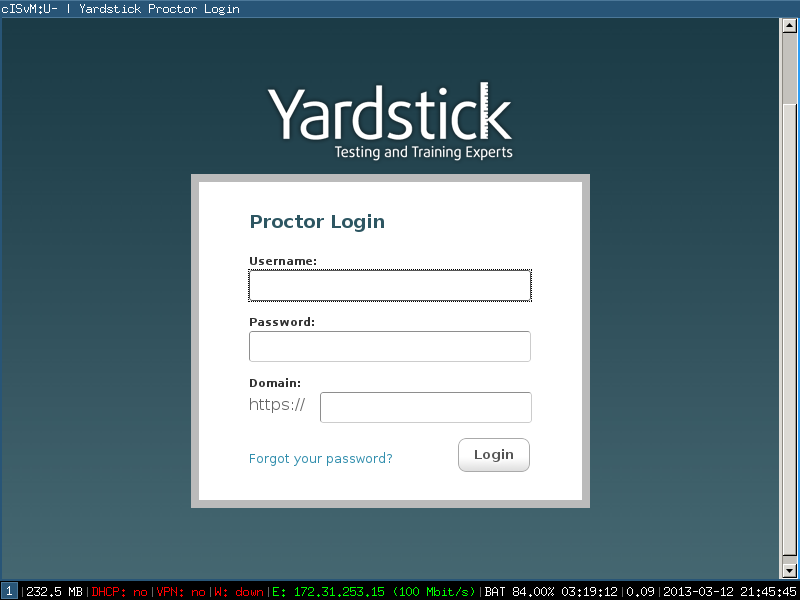 cISvM:U- | Yardstick Proctor Login
Yardstick
Testing and Training Experts
Proctor Login
Username:
Password:
Domain:
https://
Forgot your password?
Login
1 |232.5 MB|DHCP: no|VPN: no|W: down|E: 172.31.253.15 (100 Mbit/s)|BAT 84.00% 03:19:12|0.09|2013-03-12 21:45:45